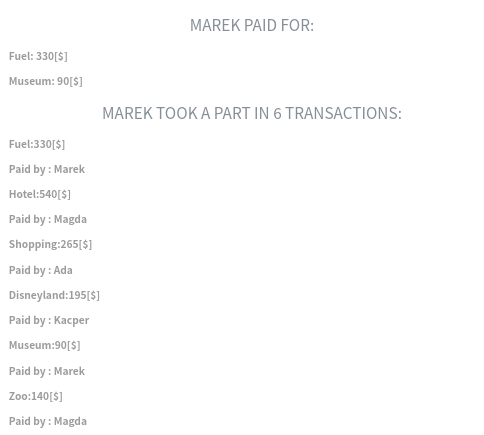 MAREK PAID FOR:
Fuel: 330[$]
Museum: 90[$]
MAREK TOOK A PART IN 6 TRANSACTIONS:
Fuel:330[$]
Paid by : Marek
Hotel:540[$]
Paid by : Magda
Shopping:265[$]
Paid by : Ada
Disneyland:195[$]
Paid by : Kacper
Museum:90[$]
Paid by : Marek
Zoo:140[$]
Paid by : Magda